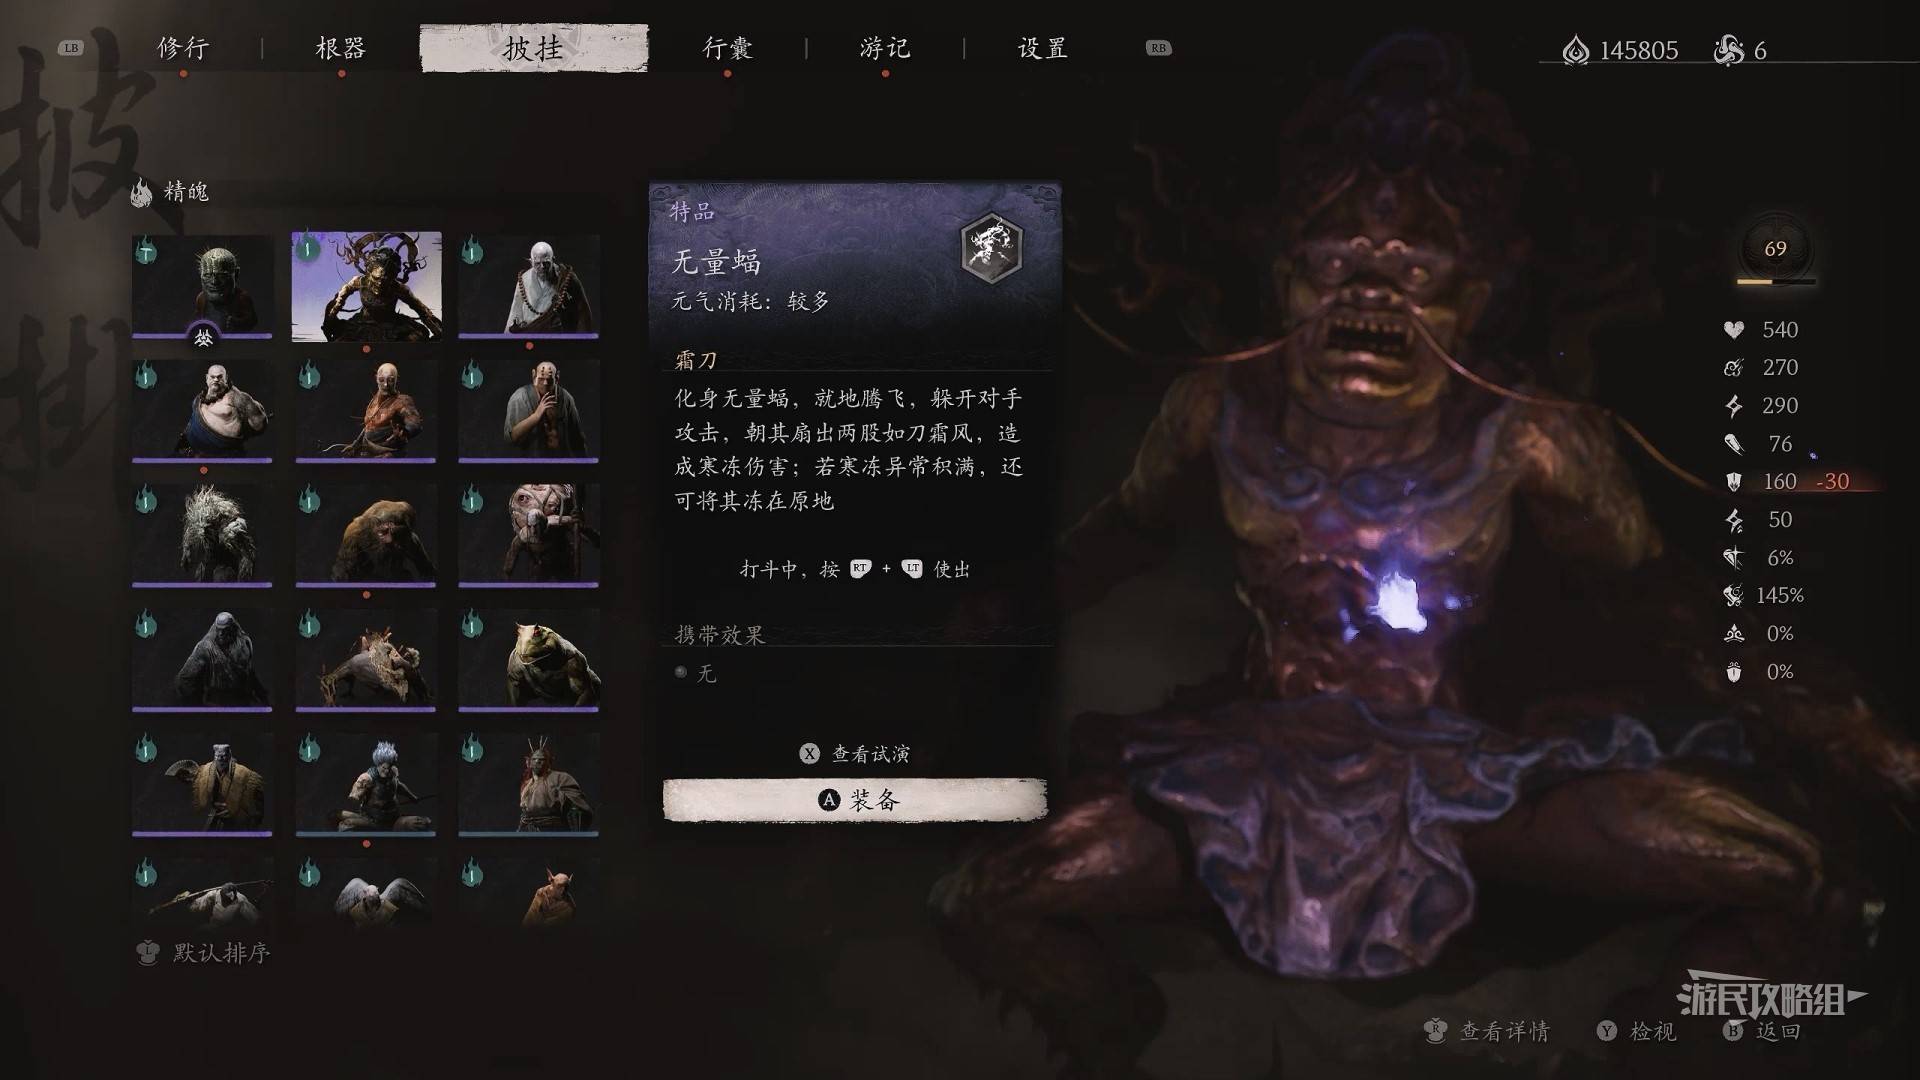 LB 修行 根器 披挂 行囊 游记 设置 RB
145805 6
披挂
精魄
特品
无量蝠
元气消耗：较多
霜刀
化身无量蝠，就地腾飞，躲开对手
攻击，朝其扇出两股如刀霜风，造
成寒冻伤害；若寒冻异常积满，还
可将其冻在原地
打斗中，按 RT + LT 使出
携带效果
无
X 查看试演
A 装备
69
540
270
290
76
160 -30
50
6%
145%
0%
0%
L 默认排序
游民攻略组
R 查看详情 Y 检视 B 返回